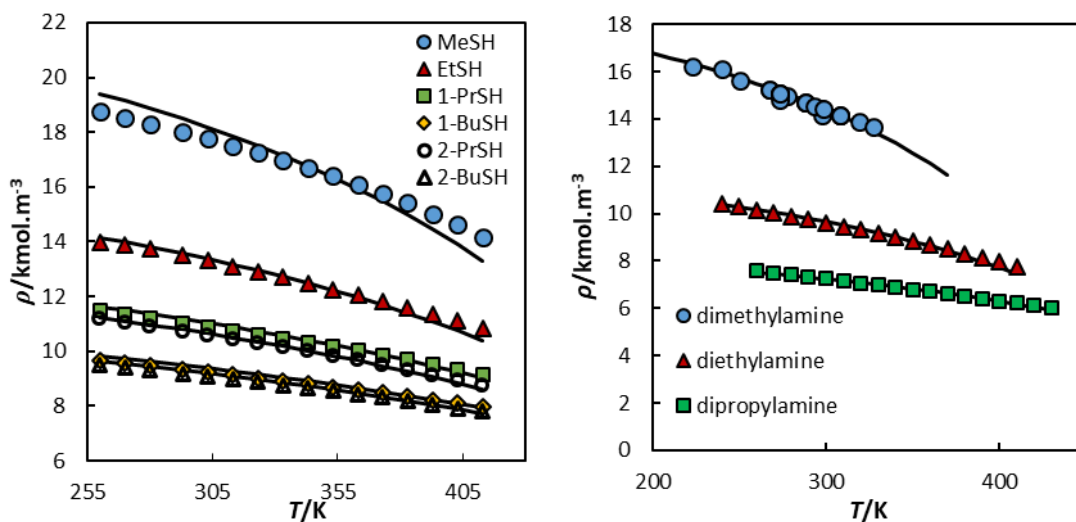 22
20
18
16
14
12
10
8
6
ρ/kmol.m-3
255
305
355
405
T/K
MeSH
EtSH
1-PrSH
1-BuSH
2-PrSH
2-BuSH
18
16
14
12
10
8
6
4
2
0
ρ/kmol.m-3
200
300
400
T/K
dimethylamine
diethylamine
dipropylamine